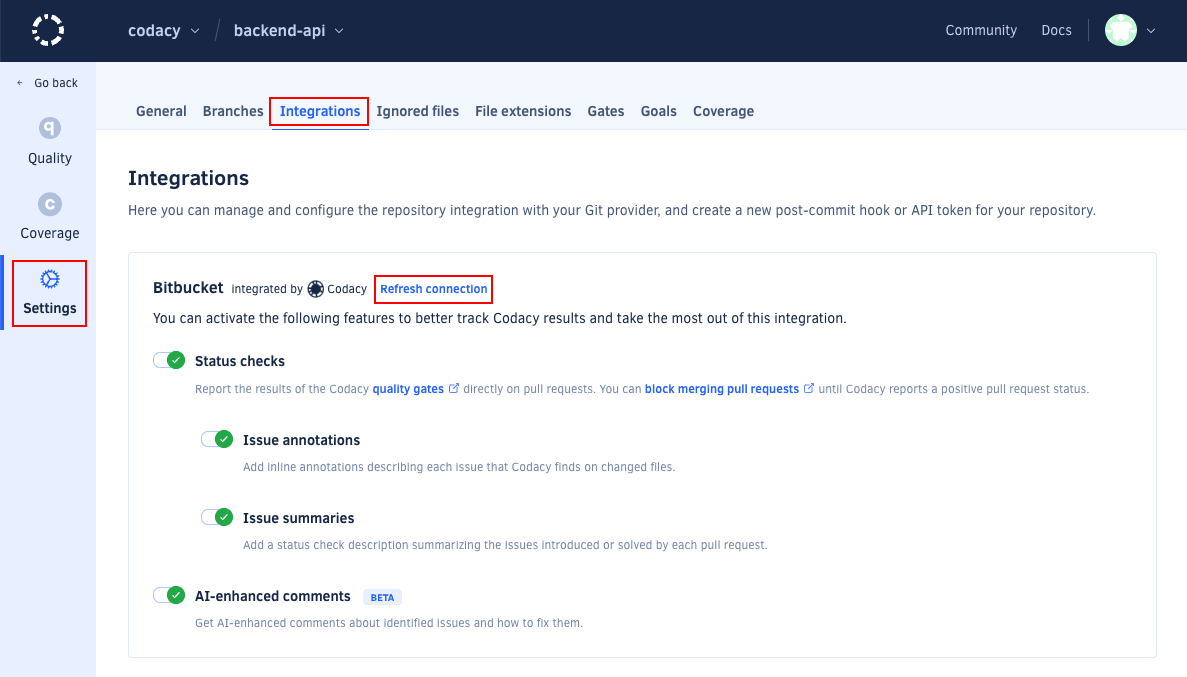 codacy / backend-api
Community Docs
← Go back
Quality
Coverage
Settings
General Branches Integrations Ignored files File extensions Gates Goals Coverage
Integrations
Here you can manage and configure the repository integration with your Git provider, and create a new post-commit hook or API token for your repository.
Bitbucket integrated by Codacy Refresh connection
You can activate the following features to better track Codacy results and take the most out of this integration.
Status checks
Report the results of the Codacy quality gates directly on pull requests. You can block merging pull requests until Codacy reports a positive pull request status.
Issue annotations
Add inline annotations describing each issue that Codacy finds on changed files.
Issue summaries
Add a status check description summarizing the issues introduced or solved by each pull request.
AI-enhanced comments BETA
Get AI-enhanced comments about identified issues and how to fix them.